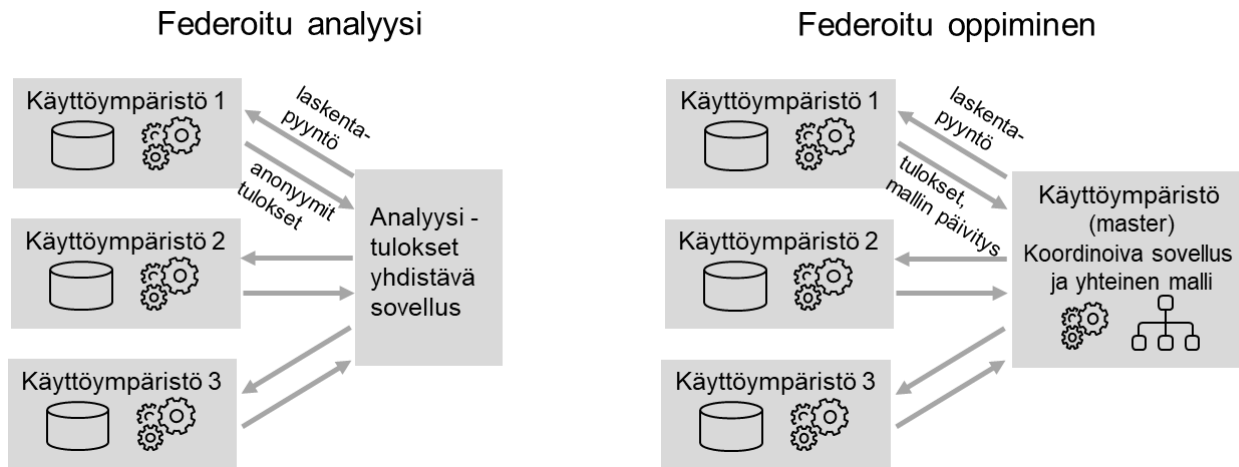 Federoitu analyysi
Käyttöympäristö 1
laskenta-
pyyntö
anonyymit
tulokset
Käyttöympäristö 2
Käyttöympäristö 3
Analyysi -
tulokset
yhdistävä
sovellus
Federoitu oppiminen
Käyttöympäristö 1
laskenta-
pyyntö
tulokset,
mallin päivitys
Käyttöympäristö 2
Käyttöympäristö 3
Käyttöympäristö
(master)
Koordinoiva sovellus
ja yhteinen malli